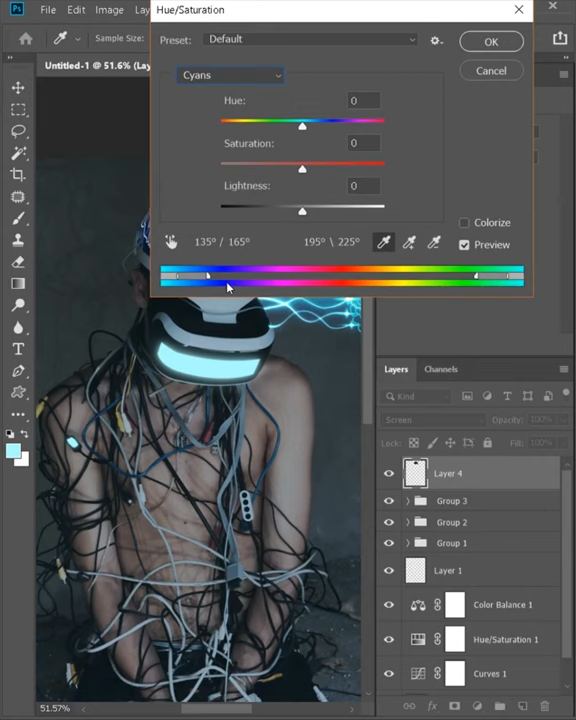 Ps File Edit Image Lay
Hue/Saturation
Preset: Default
OK
Cyans
Cancel
Hue: 0
Saturation: 0
Lightness: 0
Colorize
135° / 165° 195° \ 225°
Preview
Sample Size:
Untitled-1 @ 51.6% (Lay
Layers Channels
Kind
Screen Opacity: 100%
Lock: Fill: 100%
Layer 4
Group 3
Group 2
Group 1
Layer 1
Color Balance 1
Hue/Saturation 1
Curves 1
51.57%
fx